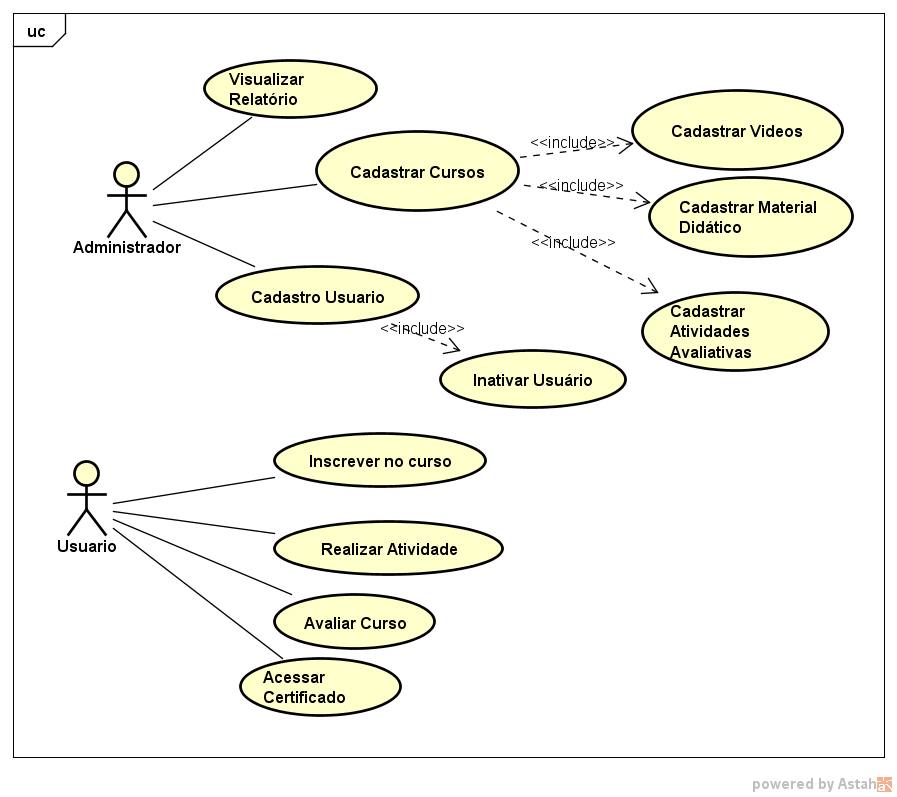 uc
Visualizar
Relatório
Cadastrar Videos
<<include>>
Cadastrar Cursos
<<include>>
Cadastrar Material
Didático
Administrador
<<include>>
Cadastro Usuario
Cadastrar
Atividades
Avaliativas
<<include>>
Inativar Usuário
Inscrever no curso
Usuario
Realizar Atividade
Avaliar Curso
Acessar
Certificado
powered by Astah